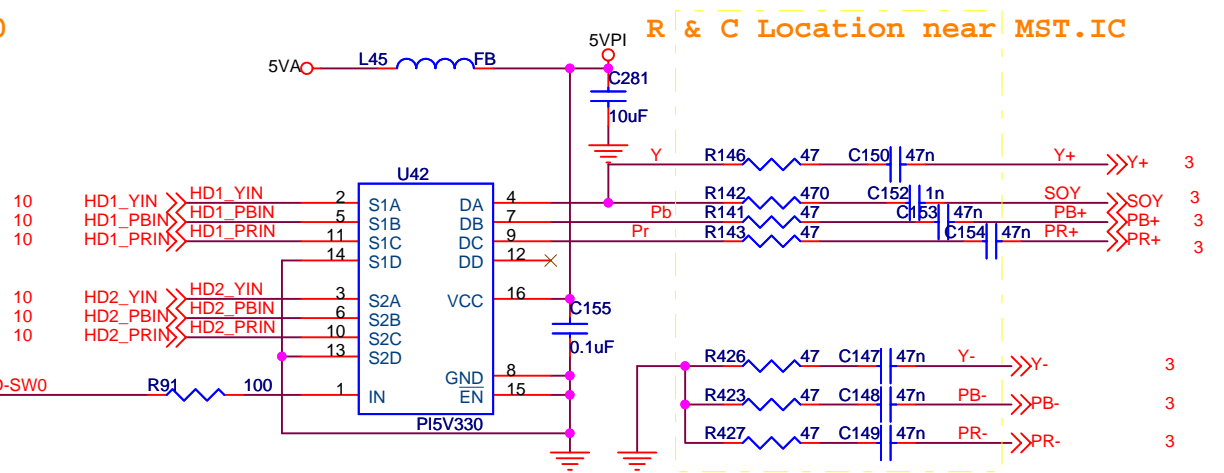 0
R & C Location near MST.IC
5VPI
5VA
L45
FB
C281
10uF
Y
R146
47
C150
47n
Y+
Y+
3
U42
10
HD1_YIN
HD1_YIN
2
S1A
DA
4
R142
470
C152
1n
SOY
SOY
3
10
HD1_PBIN
HD1_PBIN
5
S1B
DB
7
Pb
R141
47
C153
47n
PB+
PB+
3
10
HD1_PRIN
HD1_PRIN
11
S1C
DC
9
Pr
R143
47
C154
47n
PR+
PR+
3
14
S1D
DD
12
10
HD2_YIN
HD2_YIN
3
S2A
VCC
16
10
HD2_PBIN
HD2_PBIN
6
S2B
C155
10
HD2_PRIN
HD2_PRIN
10
S2C
0.1uF
13
S2D
R426
47
C147
47n
Y-
Y-
3
GND
8
D-SW0
R91
100
1
IN
EN
15
R423
47
C148
47n
PB-
PB-
3
PI5V330
R427
47
C149
47n
PR-
PR-
3